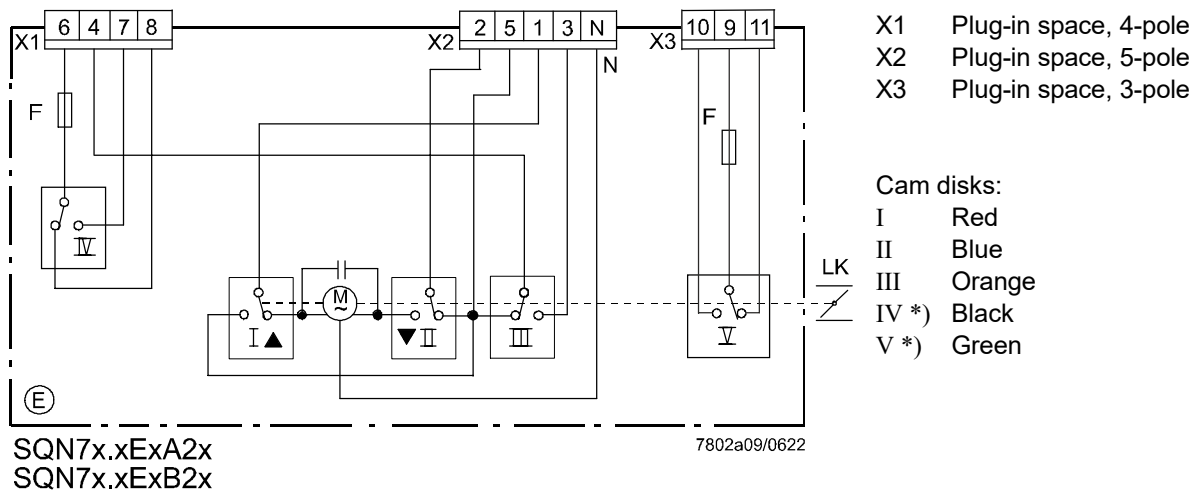 X1 6 4 7 8
X2 2 5 1 3 N
X3 10 9 11
N
F
F
IV
M
~
I ▲
▼ II
III
V
LK
E
7802a09/0622
SQN7x.xExA2x
SQN7x.xExB2x
X1 Plug-in space, 4-pole
X2 Plug-in space, 5-pole
X3 Plug-in space, 3-pole
Cam disks:
I Red
II Blue
III Orange
IV *) Black
V *) Green